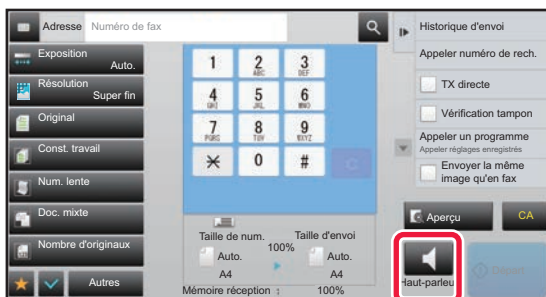 Adresse Numéro de fax
Exposition
Auto.
Résolution
Super fin
Original
Const. travail
Num. lente
Doc. mixte
Nombre d'originaux
Autres
1
2
ABC
3
DEF
4
GHI
5
JKL
6
MNO
7
PQRS
8
TUV
9
WXYZ
0
#
C
Taille de num.
100%
Taille d'envoi
Auto.
A4
Auto.
A4
Mémoire réception : 100%
Historique d'envoi
Appeler numéro de rech.
TX directe
Vérification tampon
Appeler un programme
Appeler réglages enregistrés
Envoyer la même
image qu'en fax
Aperçu
CA
Haut-parleur
Départ